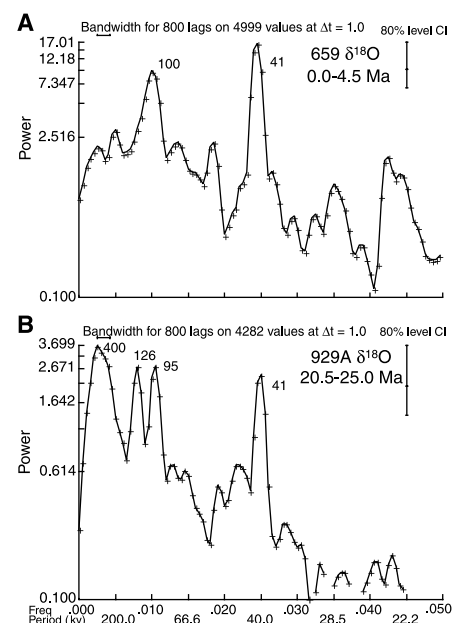 A
Bandwidth for 800 lags on 4999 values at Δt = 1.0
80% level CI
17.01
12.18
7.347
2.516
0.100
Power
100
41
659 δ¹⁸O
0.0-4.5 Ma
B
Bandwidth for 800 lags on 4282 values at Δt = 1.0
80% level CI
3.699
2.671
1.642
0.614
0.100
Power
400
126
95
41
929A δ¹⁸O
20.5-25.0 Ma
Freq .000 .010 .020 .030 .040 .050
Period (ky) 200.0 66.6 40.0 28.5 22.2